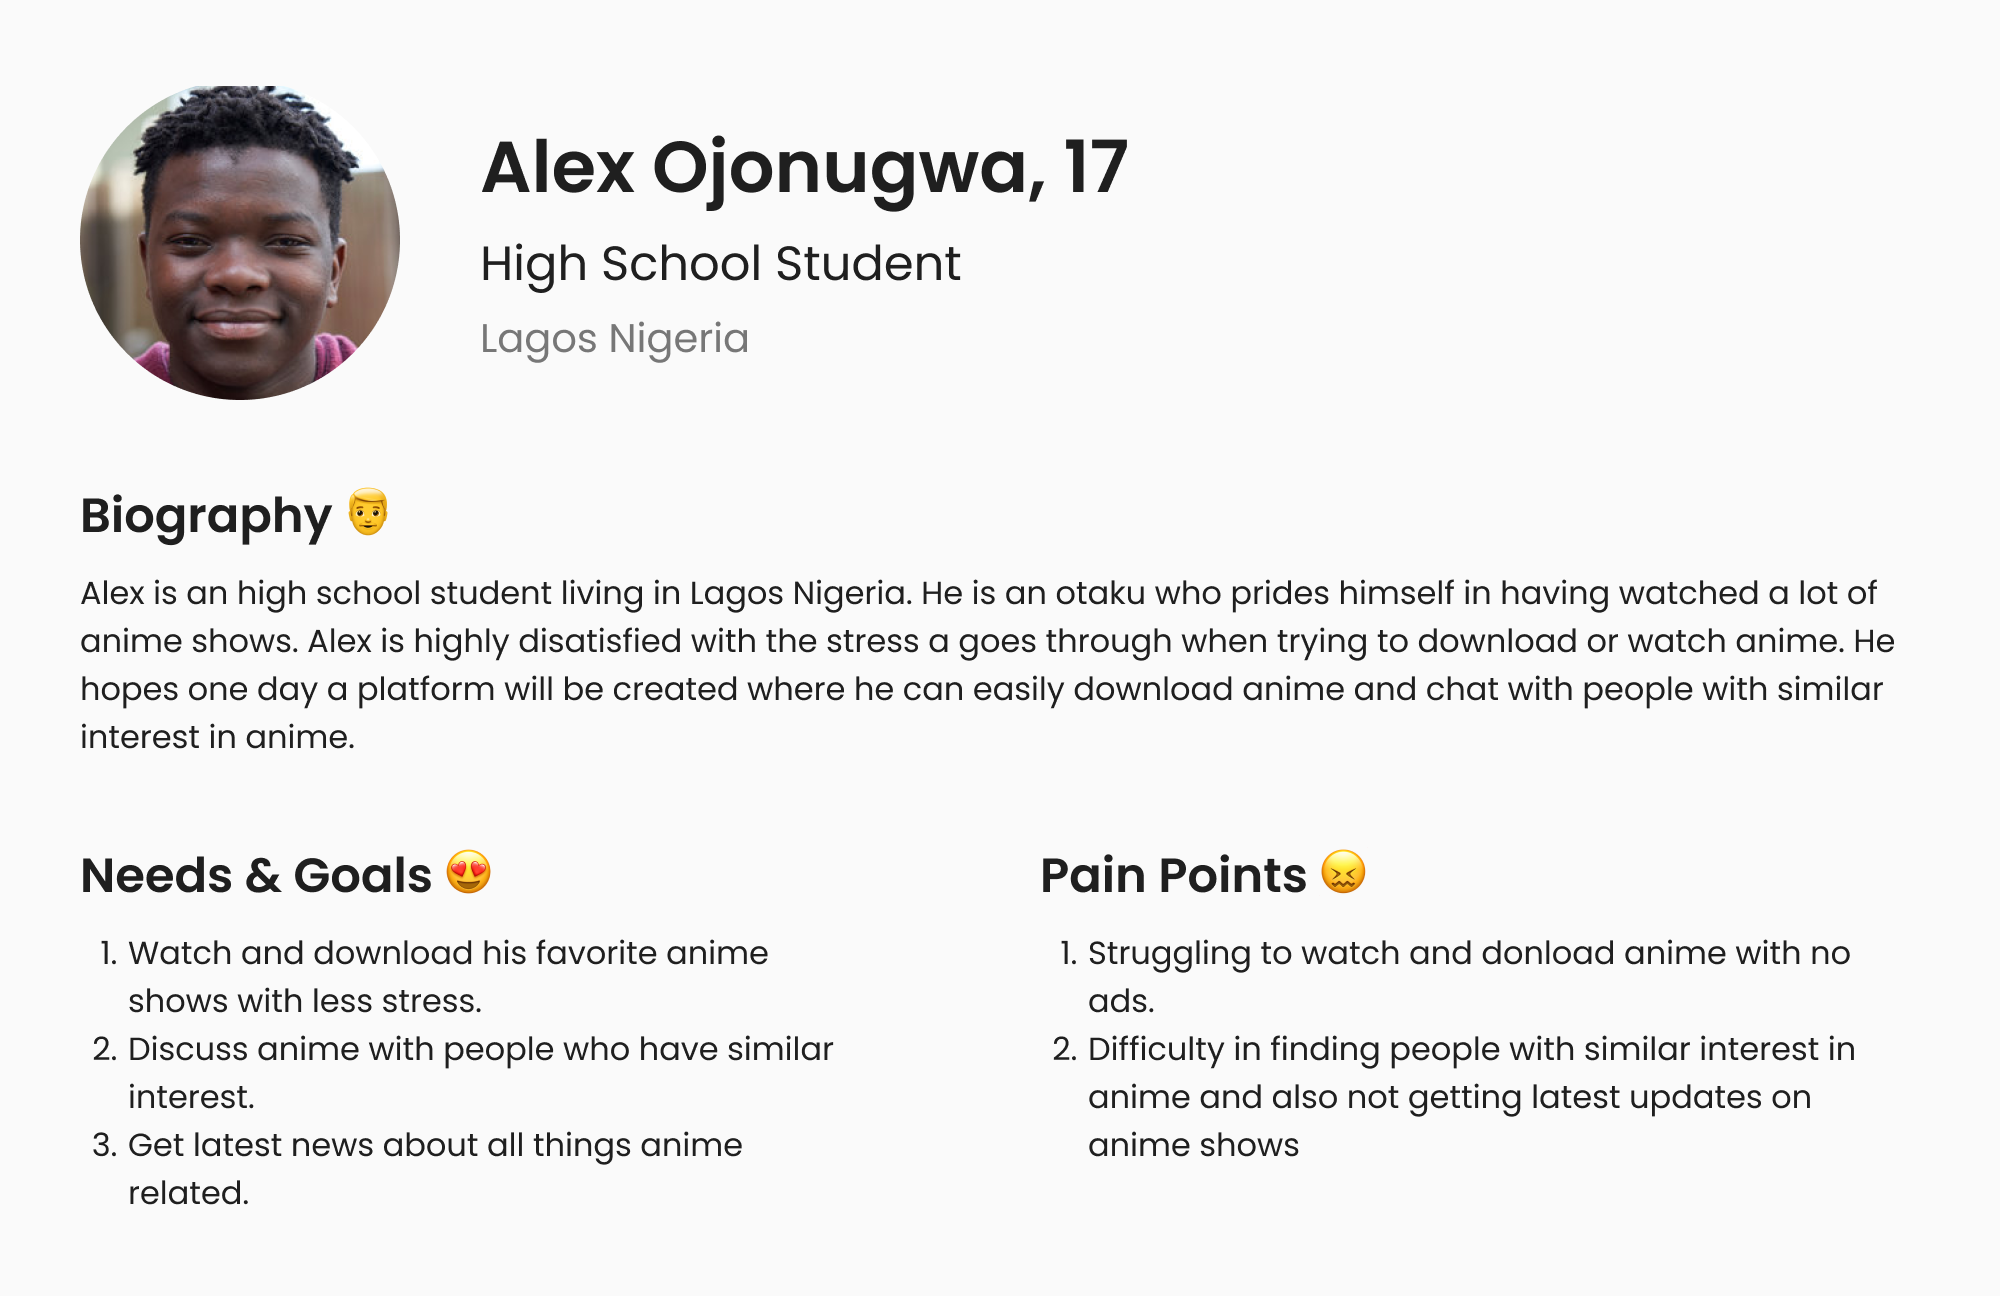 Alex Ojonugwa, 17
High School Student
Lagos Nigeria
Biography 👨
Alex is an high school student living in Lagos Nigeria. He is an otaku who prides himself in having watched a lot of
anime shows. Alex is highly disatisfied with the stress a goes through when trying to download or watch anime. He
hopes one day a platform will be created where he can easily download anime and chat with people with similar
interest in anime.
Needs & Goals 😍
1. Watch and download his favorite anime
shows with less stress.
2. Discuss anime with people who have similar
interest.
3. Get latest news about all things anime
related.
Pain Points 😖
1. Struggling to watch and donload anime with no
ads.
2. Difficulty in finding people with similar interest in
anime and also not getting latest updates on
anime shows